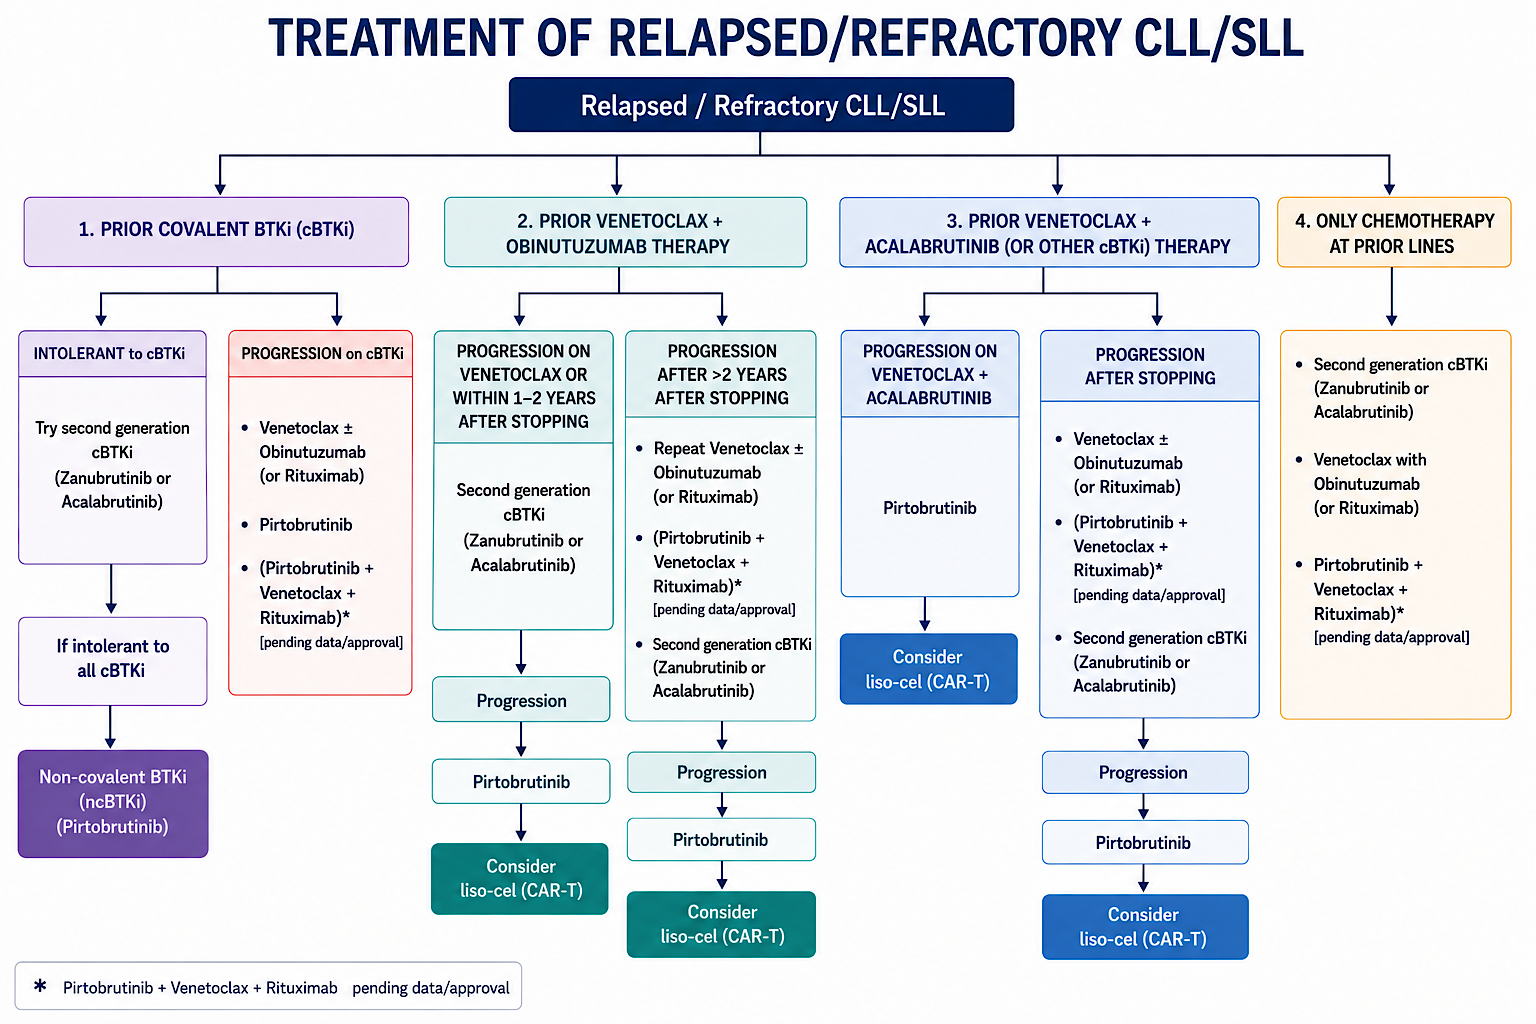 TREATMENT OF RELAPSED/REFRACTORY CLL/SLL
Relapsed / Refractory CLL/SLL
1. PRIOR COVALENT BTKi (cBTKi)
INTOLERANT to cBTKi
Try second generation
cBTKi
(Zanubrutinib or
Acalabrutinib)
If intolerant to
all cBTKi
Non-covalent BTKi
(ncBTKi)
(Pirtobrutinib)
PROGRESSION on cBTKi
• Venetoclax ±
Obinutuzumab
(or Rituximab)
• Pirtobrutinib
• (Pirtobrutinib +
Venetoclax +
Rituximab)*
[pending data/approval]
2. PRIOR VENETOCLAX +
OBINUTUZUMAB THERAPY
PROGRESSION ON
VENETOCLAX OR
WITHIN 1–2 YEARS
AFTER STOPPING
Second generation
cBTKi
(Zanubrutinib or
Acalabrutinib)
Progression
Pirtobrutinib
Consider
liso-cel (CAR-T)
PROGRESSION
AFTER >2 YEARS
AFTER STOPPING
• Repeat Venetoclax ±
Obinutuzumab
(or Rituximab)
• (Pirtobrutinib +
Venetoclax +
Rituximab)*
[pending data/approval]
• Second generation cBTKi
(Zanubrutinib or
Acalabrutinib)
Progression
Pirtobrutinib
Consider
liso-cel (CAR-T)
3. PRIOR VENETOCLAX +
ACALABRUTINIB (OR OTHER cBTKi) THERAPY
PROGRESSION ON
VENETOCLAX +
ACALABRUTINIB
Pirtobrutinib
Consider
liso-cel (CAR-T)
PROGRESSION
AFTER STOPPING
• Venetoclax ±
Obinutuzumab
(or Rituximab)
• (Pirtobrutinib +
Venetoclax +
Rituximab)*
[pending data/approval]
• Second generation cBTKi
(Zanubrutinib or
Acalabrutinib)
Progression
Pirtobrutinib
Consider
liso-cel (CAR-T)
4. ONLY CHEMOTHERAPY
AT PRIOR LINES
• Second generation cBTKi
(Zanubrutinib or
Acalabrutinib)
• Venetoclax with
Obinutuzumab
(or Rituximab)
• Pirtobrutinib +
Venetoclax +
Rituximab)*
[pending data/approval]
* Pirtobrutinib + Venetoclax + Rituximab pending data/approval